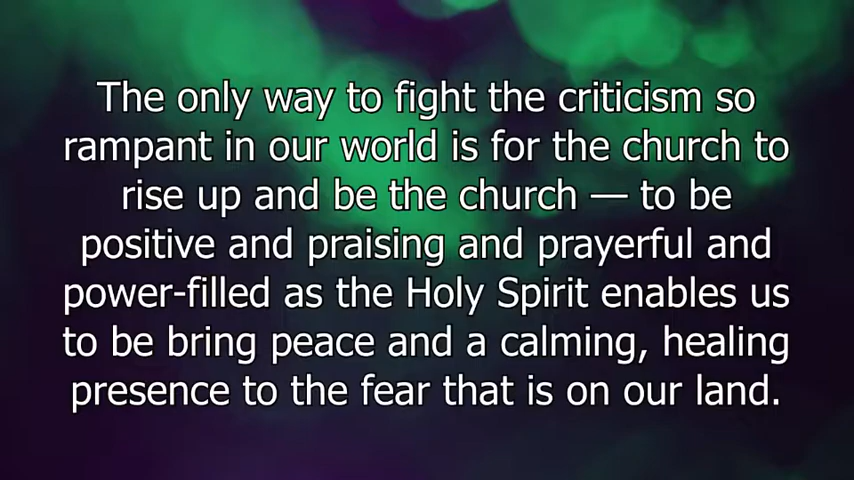 The only way to fight the criticism so
rampant in our world is for the church to
rise up and be the church — to be
positive and praising and prayerful and
power-filled as the Holy Spirit enables us
to be bring peace and a calming, healing
presence to the fear that is on our land.